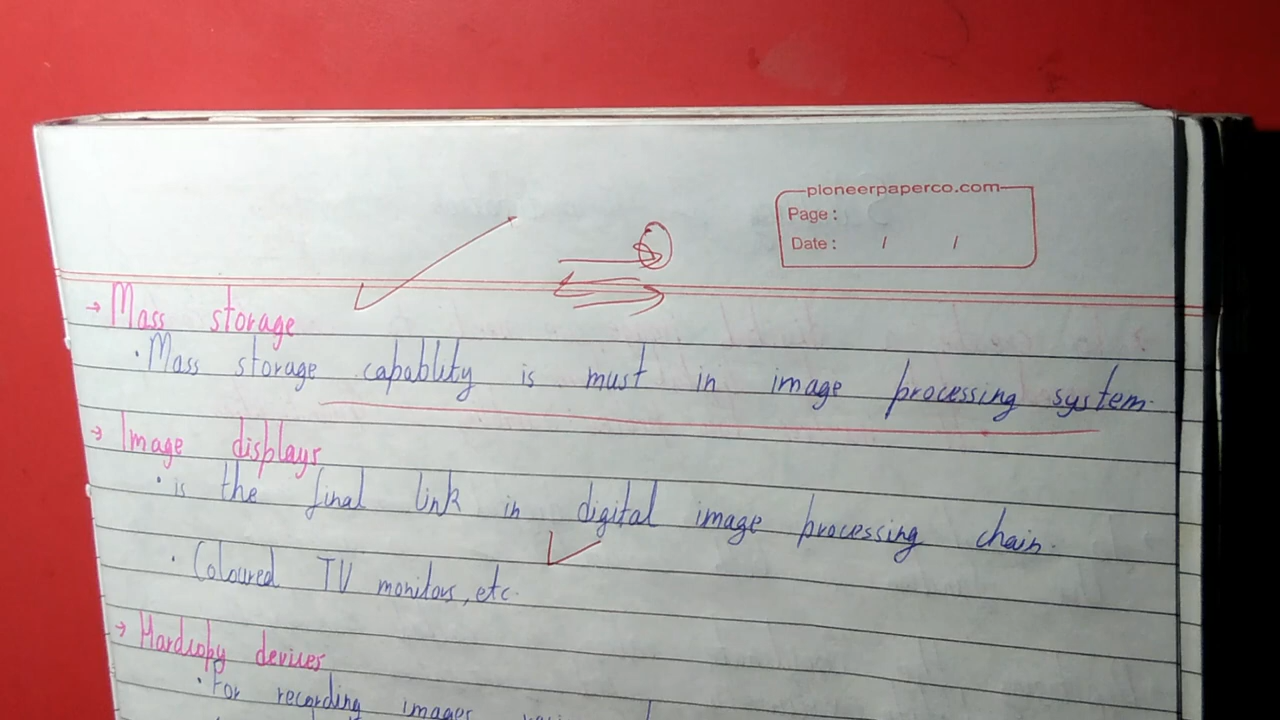 pioneerpaperco.com
Page :
Date : / /
→ Mass storage
· Mass storage capablity is must in image processing system.
→ Image displays
· is the final link in digital image processing chain.
· Coloured TV monitors, etc.
→ Hardcopy devices
· For recording images